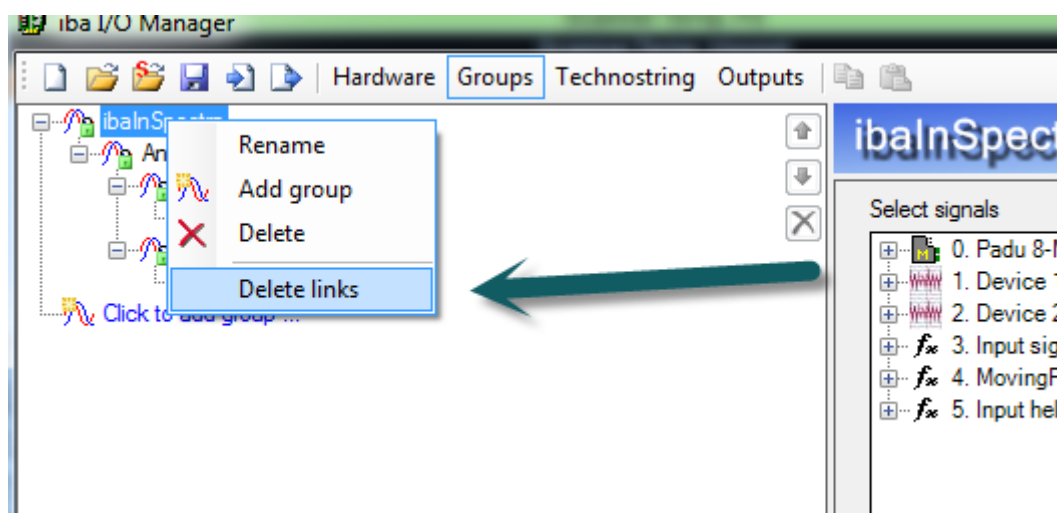 iba I/O Manager
Hardware Groups Technostring Outputs
ibaInSpectra
An
Rename
Add group
Delete
Delete links
Click to add group ...
ibaInSpect
Select signals
0. Padu 8-M
1. Device 1
2. Device 2
3. Input sig
4. MovingF
5. Input hel